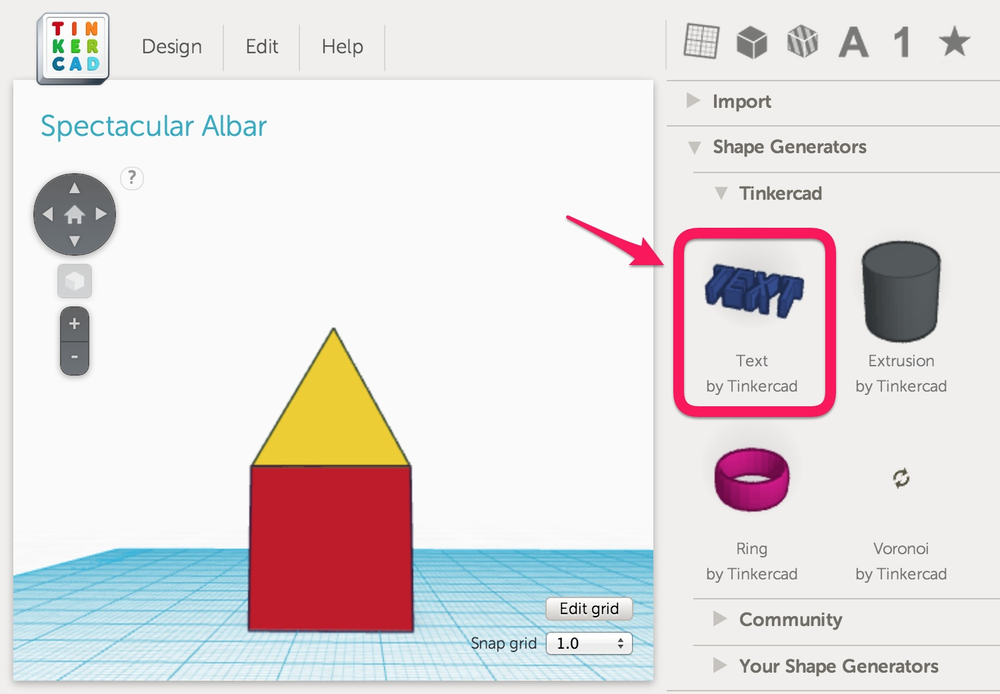 TIN
KER
CAD
Design
Edit
Help
A
1
Spectacular Albar
?
+
-
Edit grid
Snap grid
1.0
Import
Shape Generators
Tinkercad
TEXT
Text
by Tinkercad
Extrusion
by Tinkercad
Ring
by Tinkercad
Voronoi
by Tinkercad
Community
Your Shape Generators